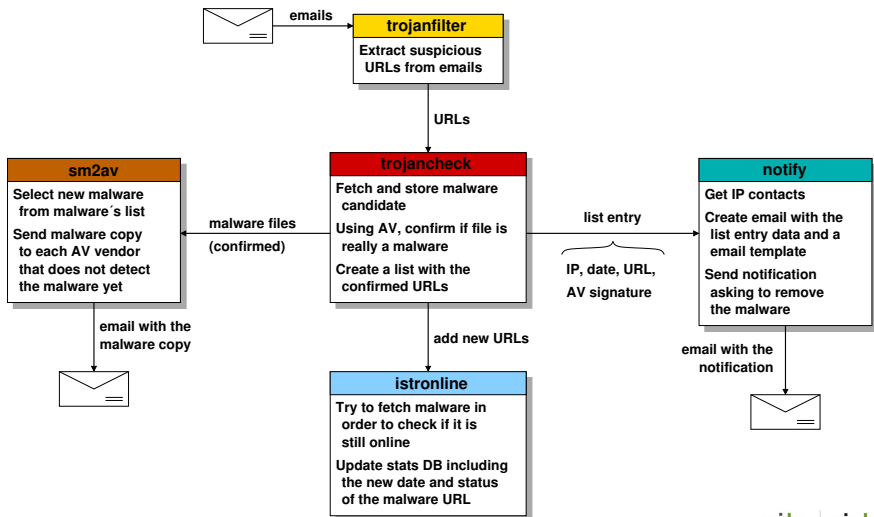 emails
trojanfilter
Extract suspicious
URLs from emails
URLs
sm2av
Select new malware
from malware´s list
Send malware copy
to each AV vendor
that does not detect
the malware yet
malware files
(confirmed)
trojancheck
Fetch and store malware
candidate
Using AV, confirm if file is
really a malware
Create a list with the
confirmed URLs
list entry
IP, date, URL,
AV signature
notify
Get IP contacts
Create email with the
list entry data and a
email template
Send notification
asking to remove
the malware
email with the
malware copy
add new URLs
email with the
notification
istronline
Try to fetch malware in
order to check if it is
still online
Update stats DB including
the new date and status
of the malware URL